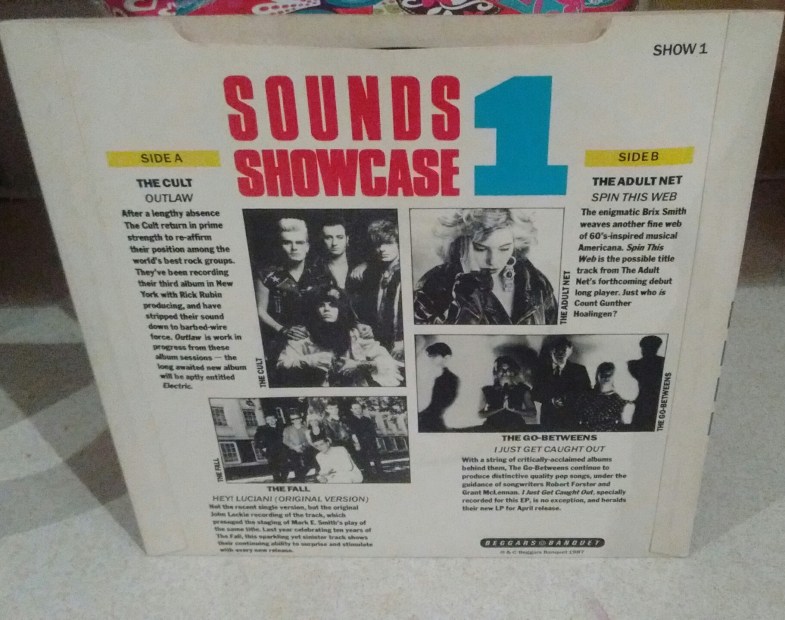 SHOW 1
SOUNDS
SHOWCASE
1
SIDE A
THE CULT
OUTLAW
After a lengthy absence
The Cult return in prime
strength to re-affirm
their position among the
world's best rock groups.
They've been recording
their third album in New
York with Rick Rubin
producing, and have
stripped their sound
down to barbed-wire
force. Outlaw is work in
progress from these
album sessions — the
long awaited new album
will be aptly entitled
Electric.
THE CULT
THE FALL
THE FALL
HEY! LUCIANI (ORIGINAL VERSION)
Not the recent single version, but the original
John Leckie recording of the track, which
presaged the staging of Mark E. Smith's play of
the same title. Last year celebrating ten years of
The Fall, this sparkling yet sinister track shows
their continuing ability to surprise and stimulate
with every new release.
SIDE B
THE ADULT NET
SPIN THIS WEB
The enigmatic Brix Smith
weaves another fine web
of 60's-inspired musical
Americana. Spin This
Web is the possible title
track from The Adult
Net's forthcoming debut
long player. Just who is
Count Gunther
Hoalingen?
THE ADULT NET
THE GO-BETWEENS
THE GO-BETWEENS
I JUST GET CAUGHT OUT
With a string of critically-acclaimed albums
behind them, The Go-Betweens continue to
produce distinctive quality pop songs, under the
guidance of songwriters Robert Forster and
Grant McLennan. I Just Get Caught Out, specially
recorded for this EP, is no exception, and heralds
their new LP for April release.
BEGGARS BANQUET
℗ & © Beggars Banquet 1987